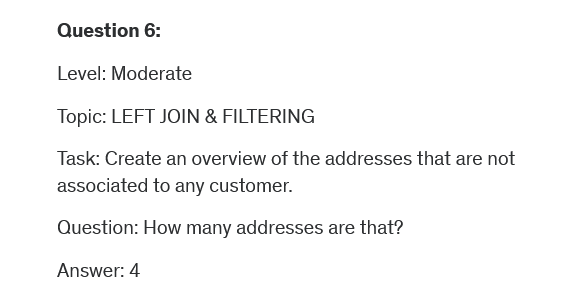 Question 6:
Level: Moderate
Topic: LEFT JOIN & FILTERING
Task: Create an overview of the addresses that are not
associated to any customer.
Question: How many addresses are that?
Answer: 4